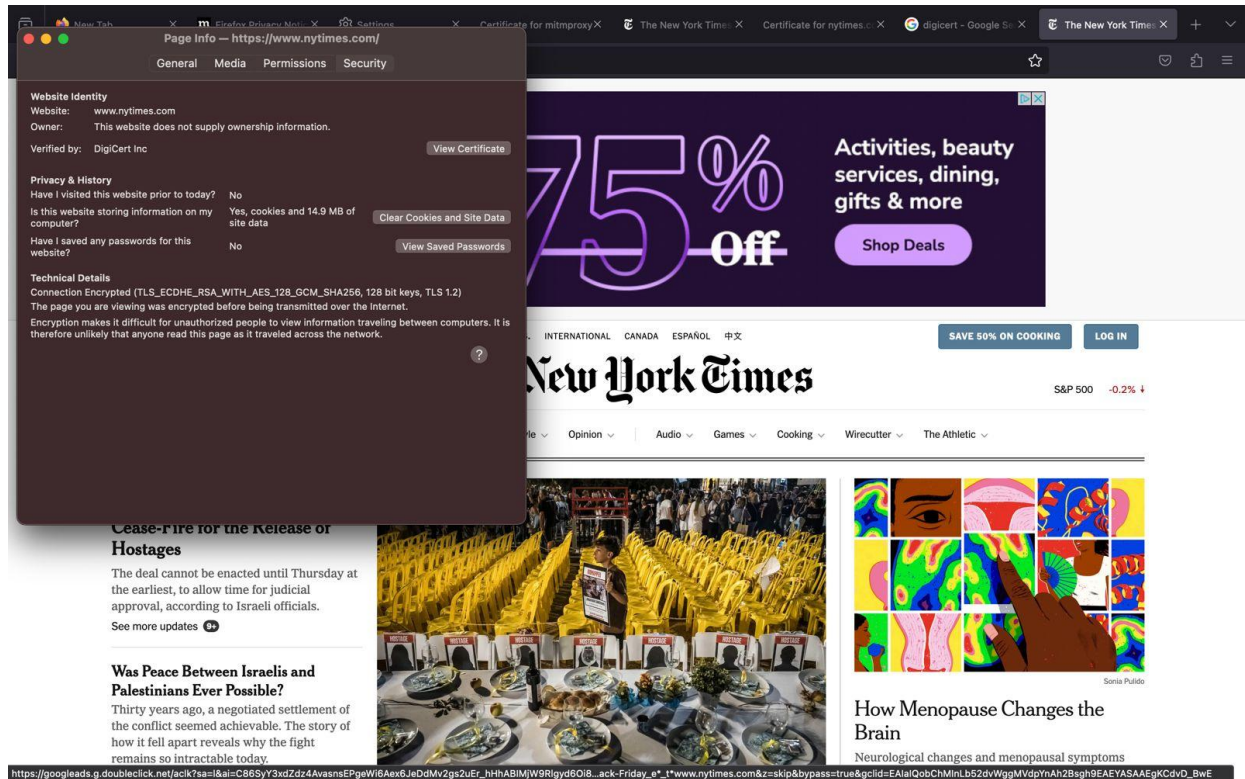 New Tab
Firefox Privacy Notic
Settings
Certificate for mitmproxy
The New York Times
Certificate for nytimes.c
digicert - Google Se
The New York Times
Page Info — https://www.nytimes.com/
General Media Permissions Security
Website Identity
Website: www.nytimes.com
Owner: This website does not supply ownership information.
Verified by: DigiCert Inc
View Certificate
Privacy & History
Have I visited this website prior to today? No
Is this website storing information on my computer?
Yes, cookies and 14.9 MB of site data
Clear Cookies and Site Data
Have I saved any passwords for this website?
No
View Saved Passwords
Technical Details
Connection Encrypted (TLS_ECDHE_RSA_WITH_AES_128_GCM_SHA256, 128 bit keys, TLS 1.2)
The page you are viewing was encrypted before being transmitted over the Internet.
Encryption makes it difficult for unauthorized people to view information traveling between computers. It is
therefore unlikely that anyone read this page as it traveled across the network.
?
75%
Off
Activities, beauty
services, dining,
gifts & more
Shop Deals
INTERNATIONAL CANADA ESPAÑOL 中文
SAVE 50% ON COOKING
LOG IN
New York Times
S&P 500 -0.2%
Opinion Audio Games Cooking Wirecutter The Athletic
Cease-Fire for the Release of
Hostages
The deal cannot be enacted until Thursday at
the earliest, to allow time for judicial
approval, according to Israeli officials.
See more updates 9+
Was Peace Between Israelis and
Palestinians Ever Possible?
Thirty years ago, a negotiated settlement of
the conflict seemed achievable. The story of
how it fell apart reveals why the fight
remains so intractable today.
HOSTAGE
HOSTAGE
HOSTAGE
HOSTAGE
Sonia Pulido
How Menopause Changes the
Brain
Neurological changes and menopausal symptoms